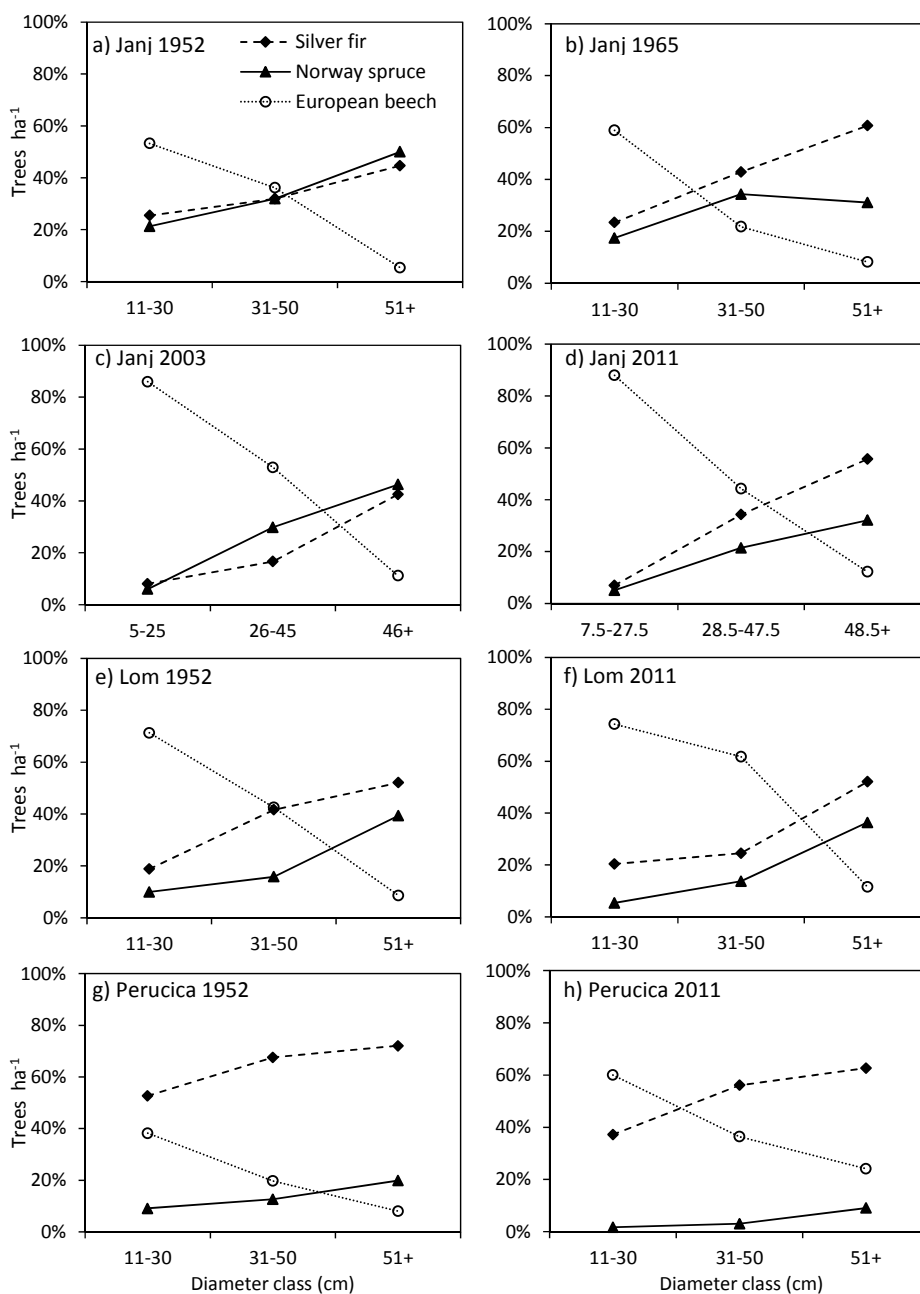 a) Janj 1952
Silver fir
Norway spruce
European beech
Trees ha-1
100%
80%
60%
40%
20%
0%
11-30 31-50 51+
b) Janj 1965
100%
80%
60%
40%
20%
0%
11-30 31-50 51+
c) Janj 2003
Trees ha-1
100%
80%
60%
40%
20%
0%
5-25 26-45 46+
d) Janj 2011
100%
80%
60%
40%
20%
0%
7.5-27.5 28.5-47.5 48.5+
e) Lom 1952
Trees ha-1
100%
80%
60%
40%
20%
0%
11-30 31-50 51+
f) Lom 2011
100%
80%
60%
40%
20%
0%
11-30 31-50 51+
g) Perucica 1952
Trees ha-1
100%
80%
60%
40%
20%
0%
11-30 31-50 51+
Diameter class (cm)
h) Perucica 2011
100%
80%
60%
40%
20%
0%
11-30 31-50 51+
Diameter class (cm)